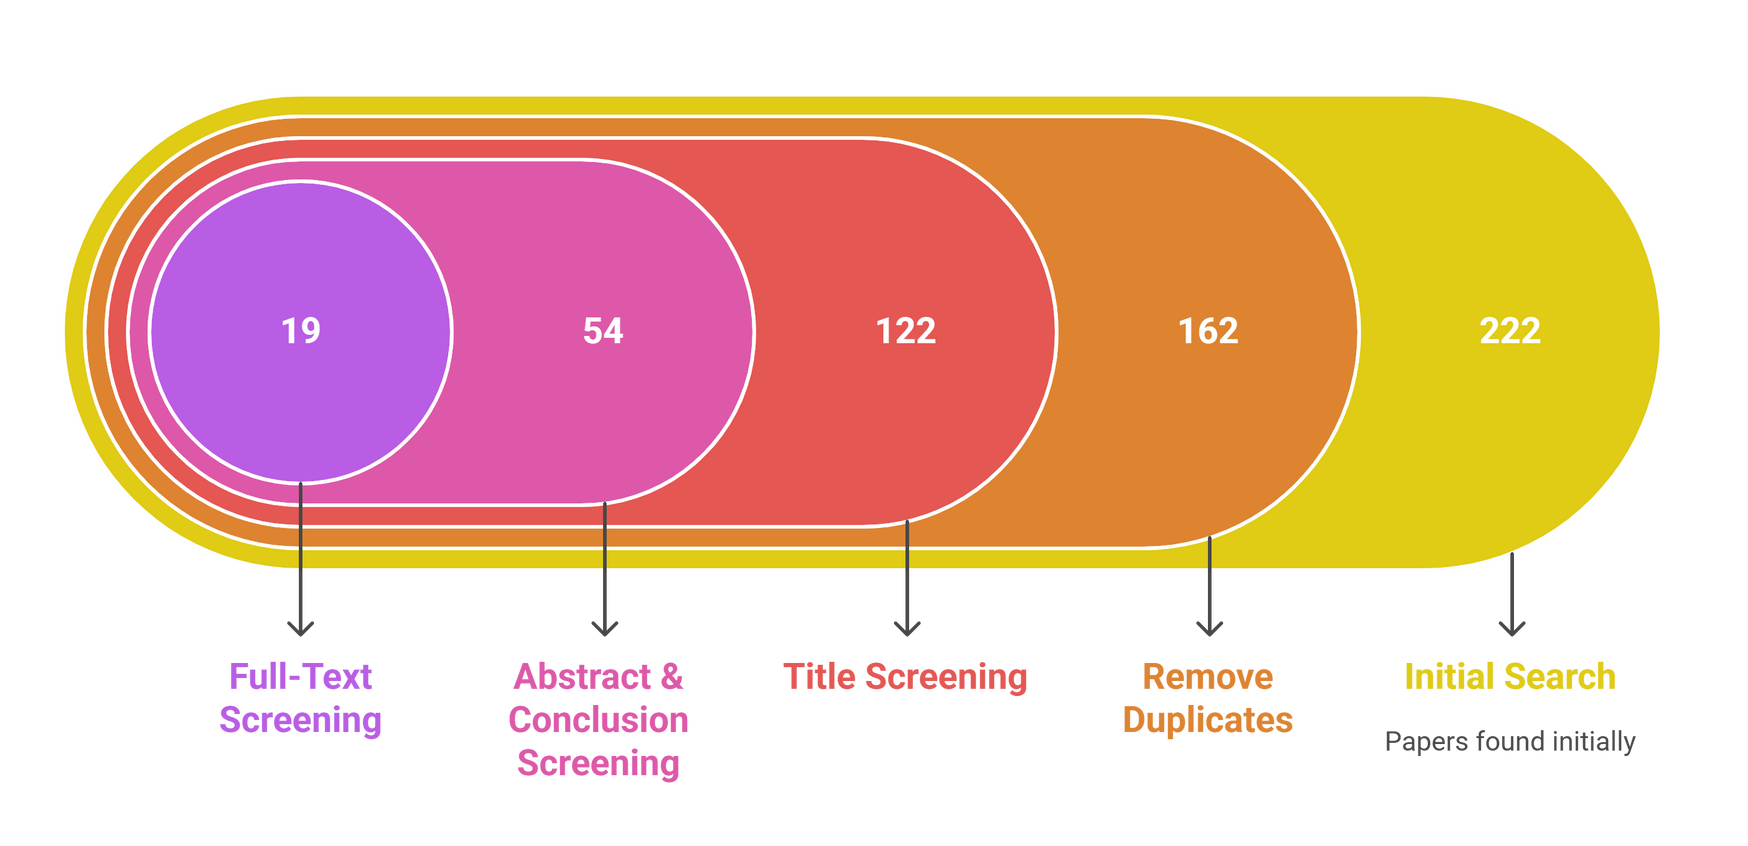 19
54
122
162
222
Full-Text
Screening
Abstract &
Conclusion
Screening
Title Screening
Remove
Duplicates
Initial Search
Papers found initially